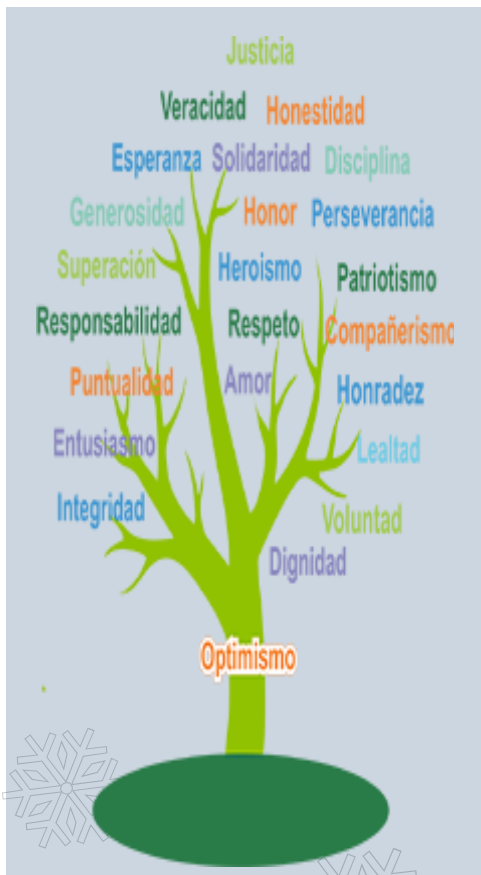 Justicia
Veracidad Honestidad
Esperanza Solidaridad Disciplina
Generosidad Honor Perseverancia
Superación Heroismo Patriotismo
Responsabilidad Respeto Compañerismo
Puntualidad Amor Honradez
Entusiasmo Lealtad
Integridad Voluntad
Dignidad
Optimismo